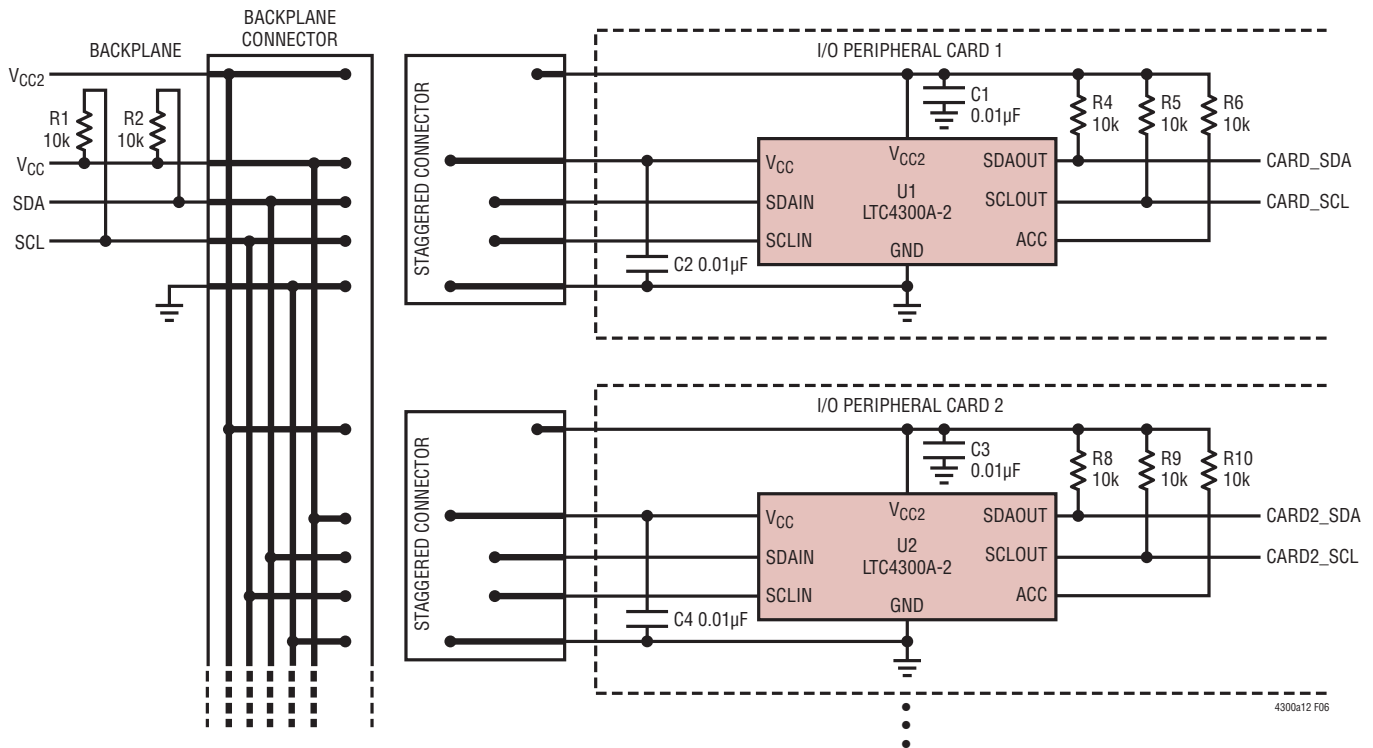 BACKPLANE
CONNECTOR
BACKPLANE
VCC2
R1
10k
R2
10k
VCC
SDA
SCL
STAGGERED CONNECTOR
I/O PERIPHERAL CARD 1
C1
0.01µF
R4
10k
R5
10k
R6
10k
VCC
VCC2
SDAOUT
CARD_SDA
SDAIN
U1
LTC4300A-2
SCLOUT
CARD_SCL
SCLIN
GND
ACC
C2 0.01µF
STAGGERED CONNECTOR
I/O PERIPHERAL CARD 2
C3
0.01µF
R8
10k
R9
10k
R10
10k
VCC
VCC2
SDAOUT
CARD2_SDA
SDAIN
U2
LTC4300A-2
SCLOUT
CARD2_SCL
SCLIN
GND
ACC
C4 0.01µF
4300a12 F06